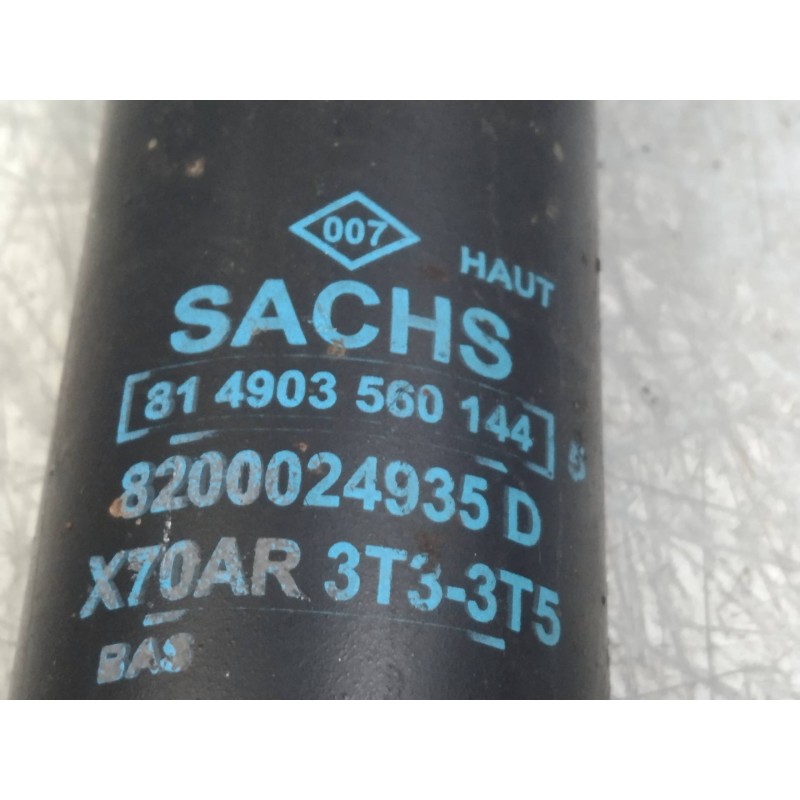 007
HAUT
SACHS
81 4903 560 144
8200024935 D
X70AR 3T3-3T5
BAS